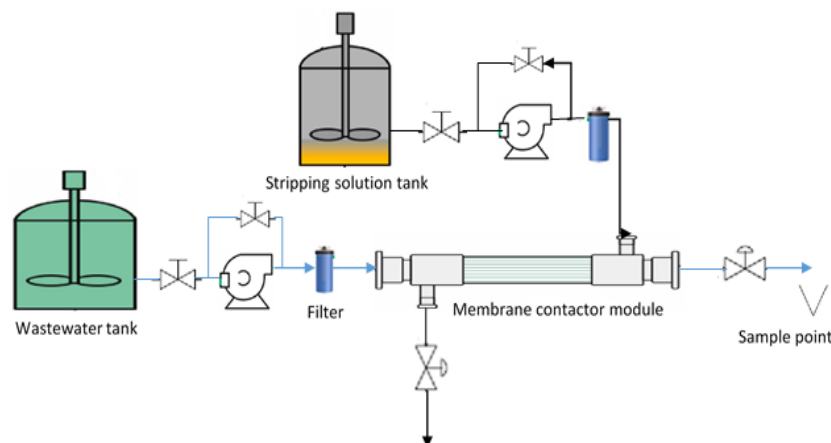 Stripping solution tank
Wastewater tank
Filter
Membrane contactor module
Sample point